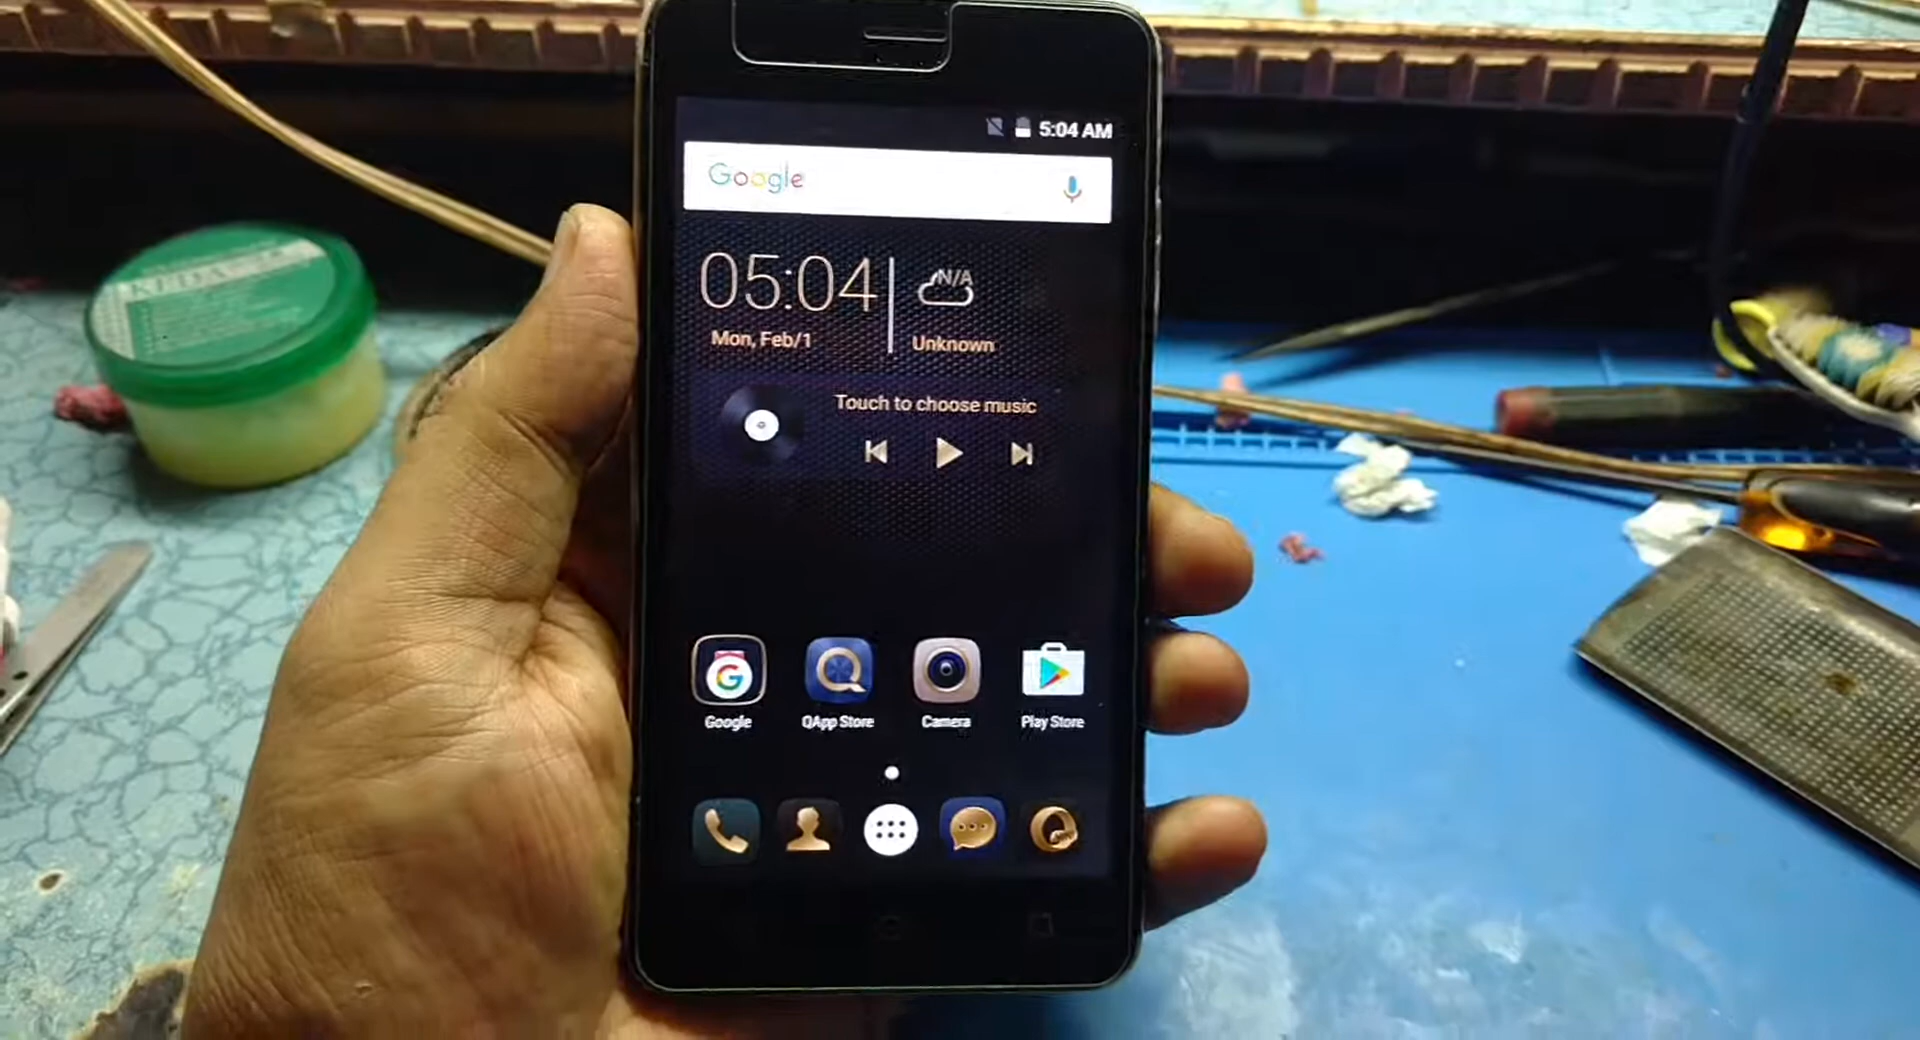 5:04 AM
Google
05:04
N/A
Mon, Feb/1
Unknown
Touch to choose music
Google
QApp Store
Camera
Play Store